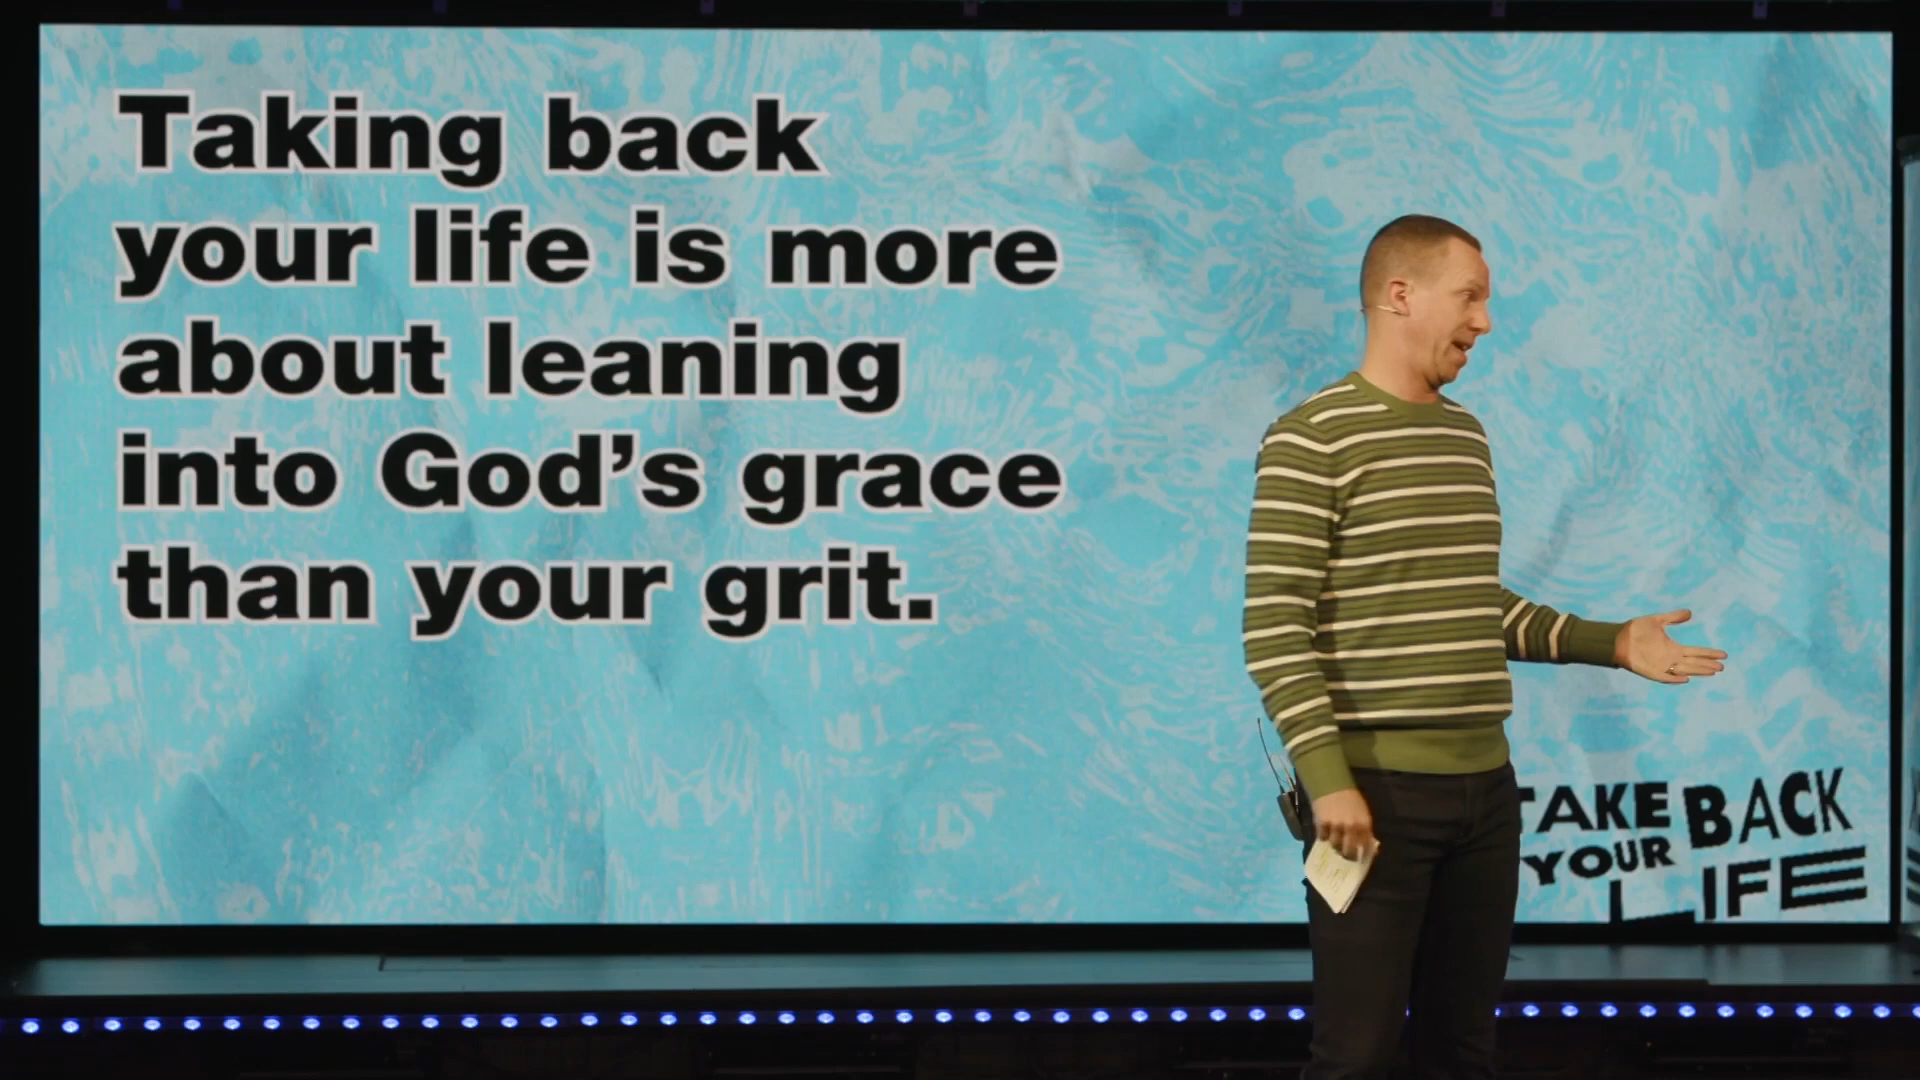 Taking back
your life is more
about leaning
into God's grace
than your grit.
TAKE BACK
YOUR
LIFE